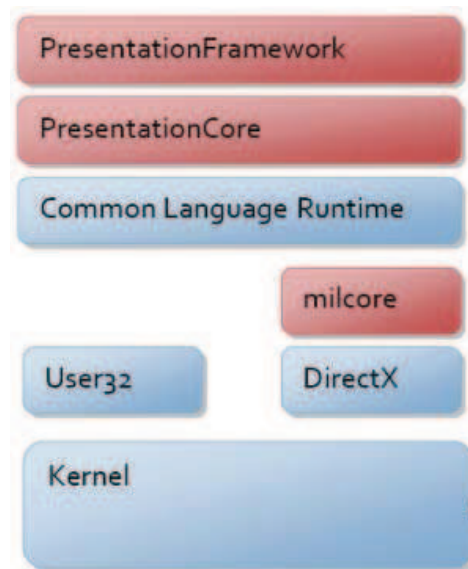 PresentationFramework
PresentationCore
Common Language Runtime
milcore
User32
DirectX
Kernel